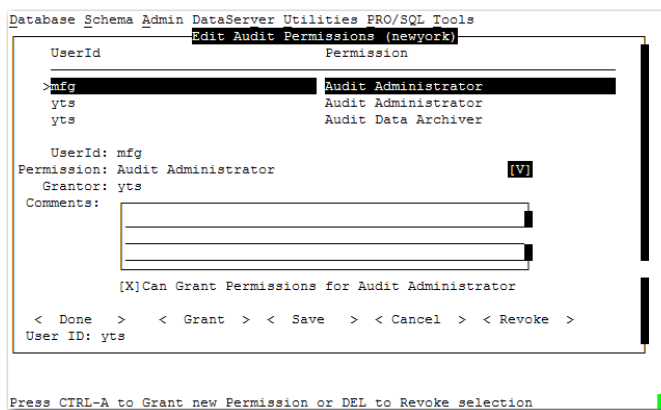 Database Schema Admin DataServer Utilities PRO/SQL Tools
Edit Audit Permissions (newyork)
UserId Permission
>mfg Audit Administrator
yts Audit Administrator
yts Audit Data Archiver
UserId: mfg
Permission: Audit Administrator [V]
Grantor: yts
Comments:
[X]Can Grant Permissions for Audit Administrator
< Done > < Grant > < Save > < Cancel > < Revoke >
User ID: yts
Press CTRL-A to Grant new Permission or DEL to Revoke selection